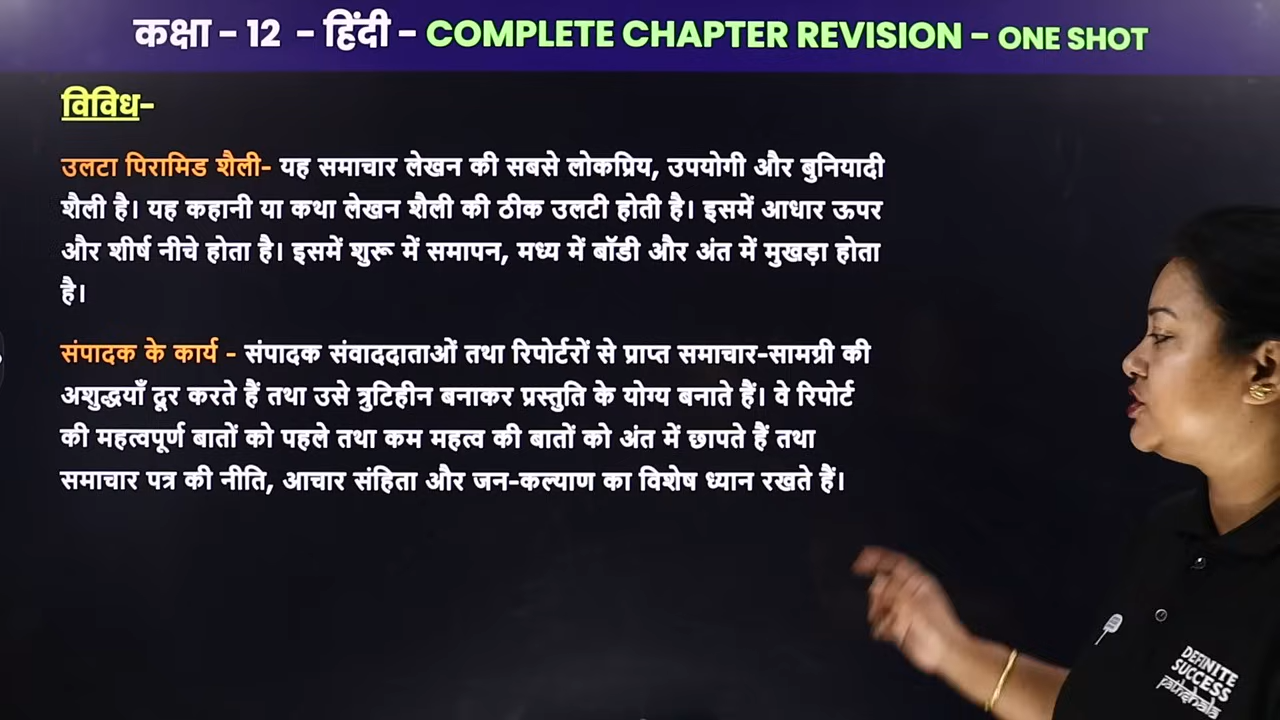 कक्षा - 12 - हिंदी - COMPLETE CHAPTER REVISION - ONE SHOT
विविध-
उलटा पिरामिड शैली- यह समाचार लेखन की सबसे लोकप्रिय, उपयोगी और बुनियादी
शैली है। यह कहानी या कथा लेखन शैली की ठीक उलटी होती है। इसमें आधार ऊपर
और शीर्ष नीचे होता है। इसमें शुरू में समापन, मध्य में बॉडी और अंत में मुखड़ा होता
है।
संपादक के कार्य - संपादक संवाददाताओं तथा रिपोर्टरों से प्राप्त समाचार-सामग्री की
अशुद्धयाँ दूर करते हैं तथा उसे त्रुटिहीन बनाकर प्रस्तुति के योग्य बनाते हैं। वे रिपोर्ट
की महत्वपूर्ण बातों को पहले तथा कम महत्व की बातों को अंत में छापते हैं तथा
समाचार पत्र की नीति, आचार संहिता और जन-कल्याण का विशेष ध्यान रखते हैं।
DEFINITE
SUCCESS
pathshala